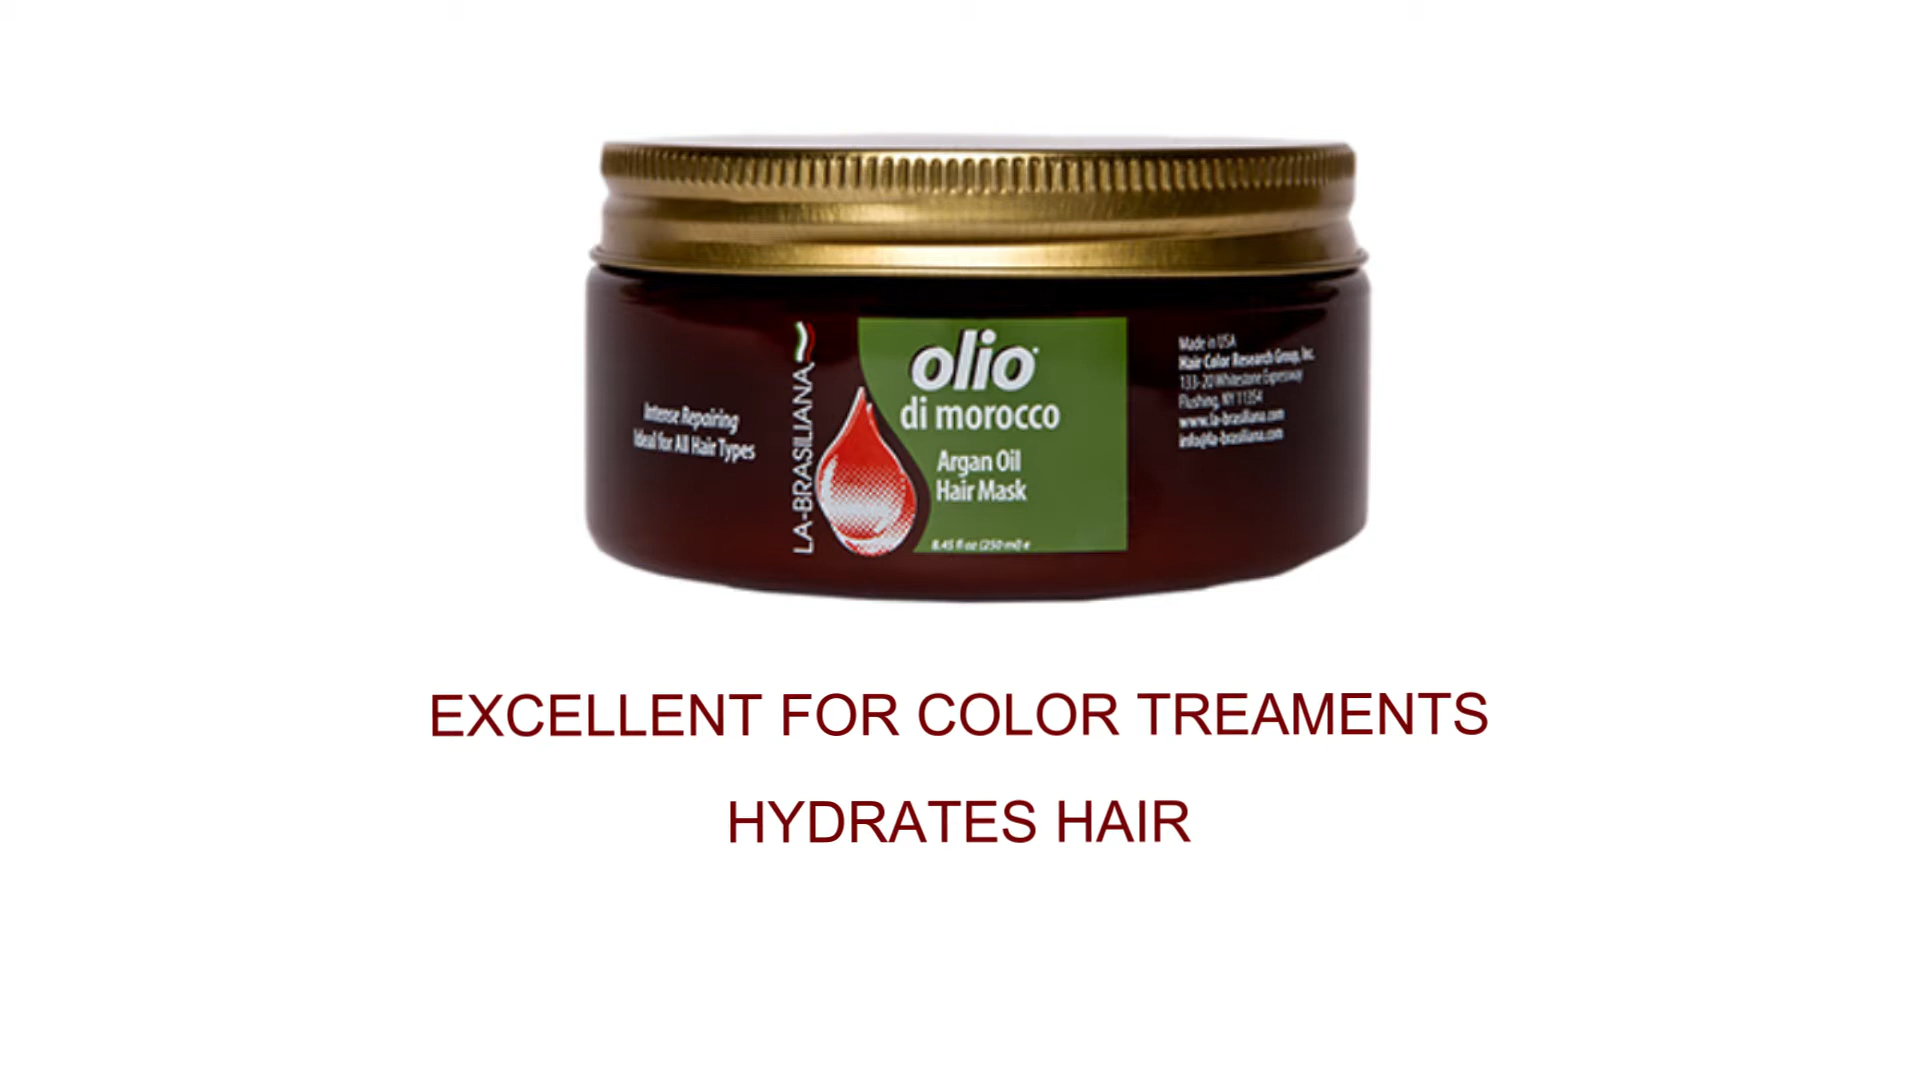 Intense Repairing
Ideal for All Hair Types
LA-BRASILIANA
olio
di morocco
Argan Oil
Hair Mask
8.45 fl oz (250 ml) e
Made in USA
Hair Color Research Group, Inc.
133-20 Whitestone Expressway
Flushing, NY 11354
www.la-brasiliana.com
info@la-brasiliana.com
EXCELLENT FOR COLOR TREAMENTS
HYDRATES HAIR